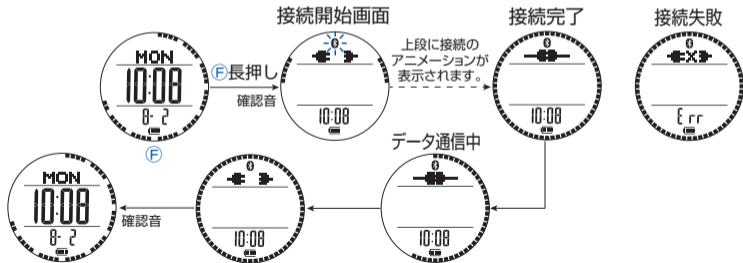 接続開始画面
接続完了
接続失敗
MON
10:08
8- 2
Ⓕ
Ⓕ長押し
確認音
10:08
上段に接続の
アニメーションが
表示されます。
10:08
Err
データ通信中
MON
10:08
8- 2
確認音
10:08
10:08